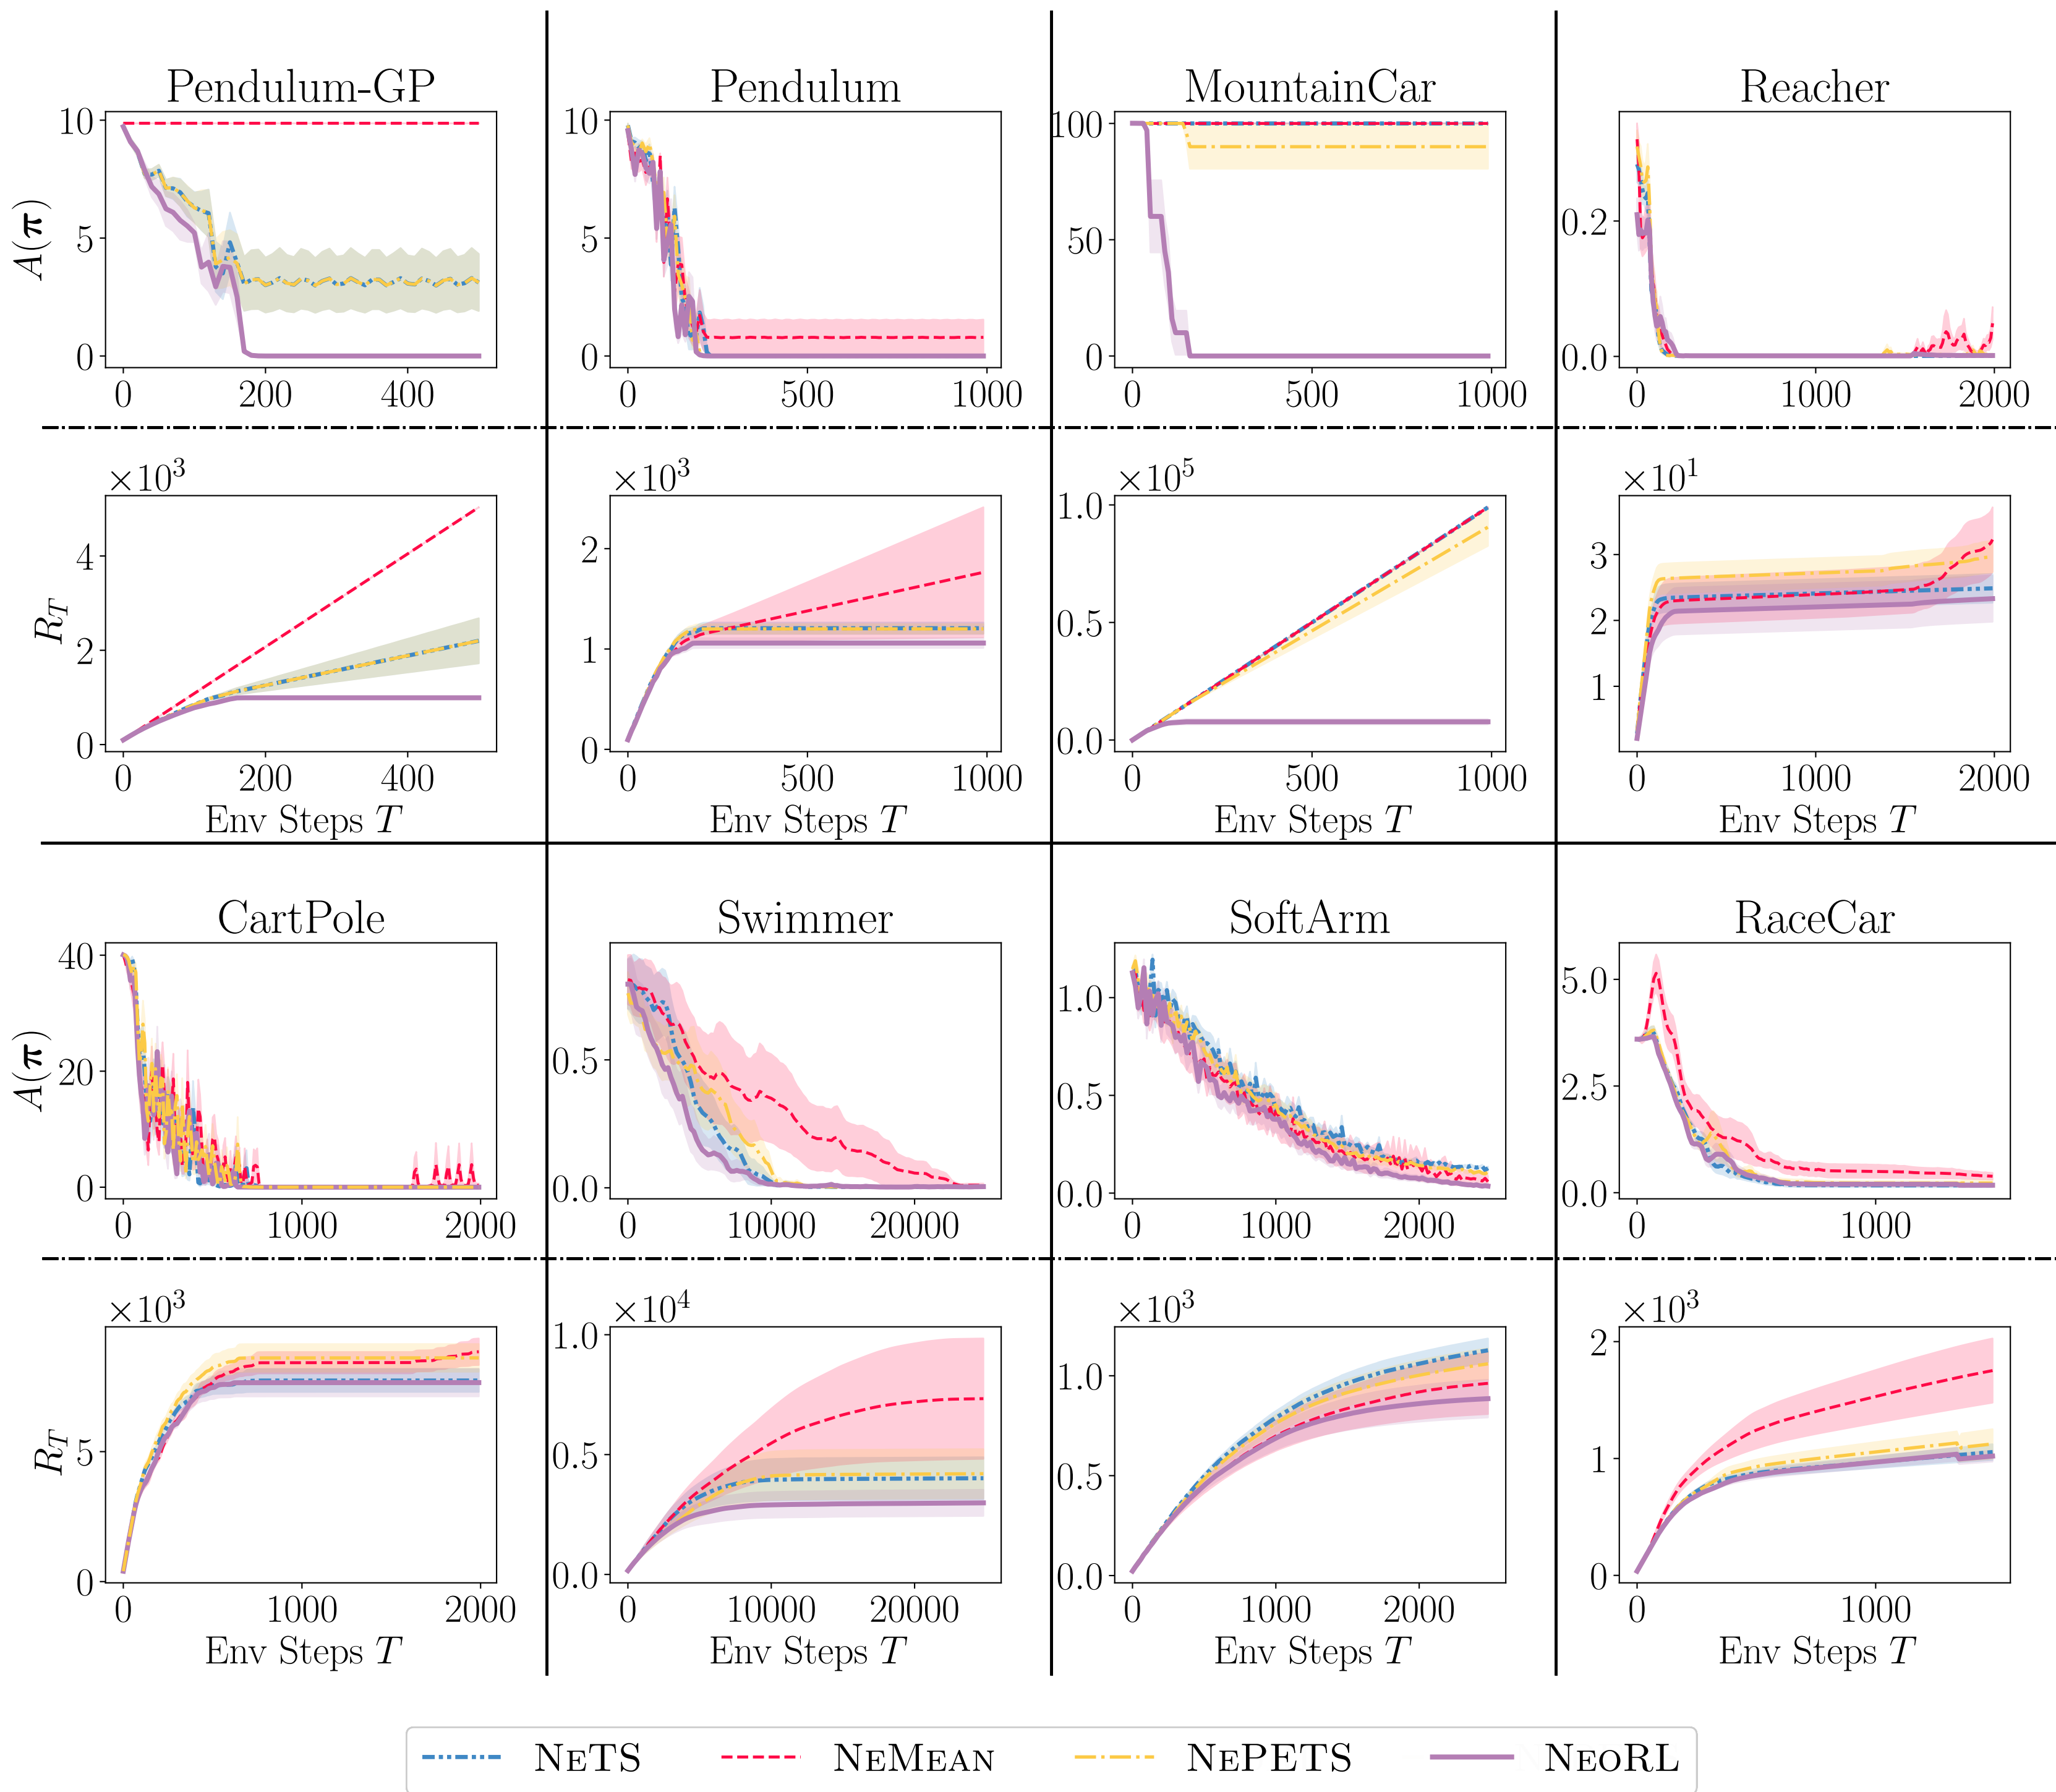 Pendulum-GP Pendulum MountainCar Reacher
A(π)
10 5 0
0 200 400
10 5 0
0 500 1000
100 50 0
0 500 1000
0.2 0.0
0 1000 2000
R_T
×10³ ×10³ ×10⁵ ×10¹
4 2 0
0 200 400
2 1 0
0 500 1000
1.0 0.5 0.0
0 500 1000
3 2 1
0 1000 2000
Env Steps T Env Steps T Env Steps T Env Steps T
CartPole Swimmer SoftArm RaceCar
A(π)
40 20 0
0 1000 2000
0.5 0.0
0 10000 20000
1.0 0.5 0.0
0 1000 2000
5.0 2.5 0.0
0 1000
R_T
×10³ ×10⁴ ×10³ ×10³
5 0
0 1000 2000
1.0 0.5 0.0
0 10000 20000
1.0 0.5 0.0
0 1000 2000
2 1 0
0 1000
Env Steps T Env Steps T Env Steps T Env Steps T
NeTS NeMean NePETS NeoRL